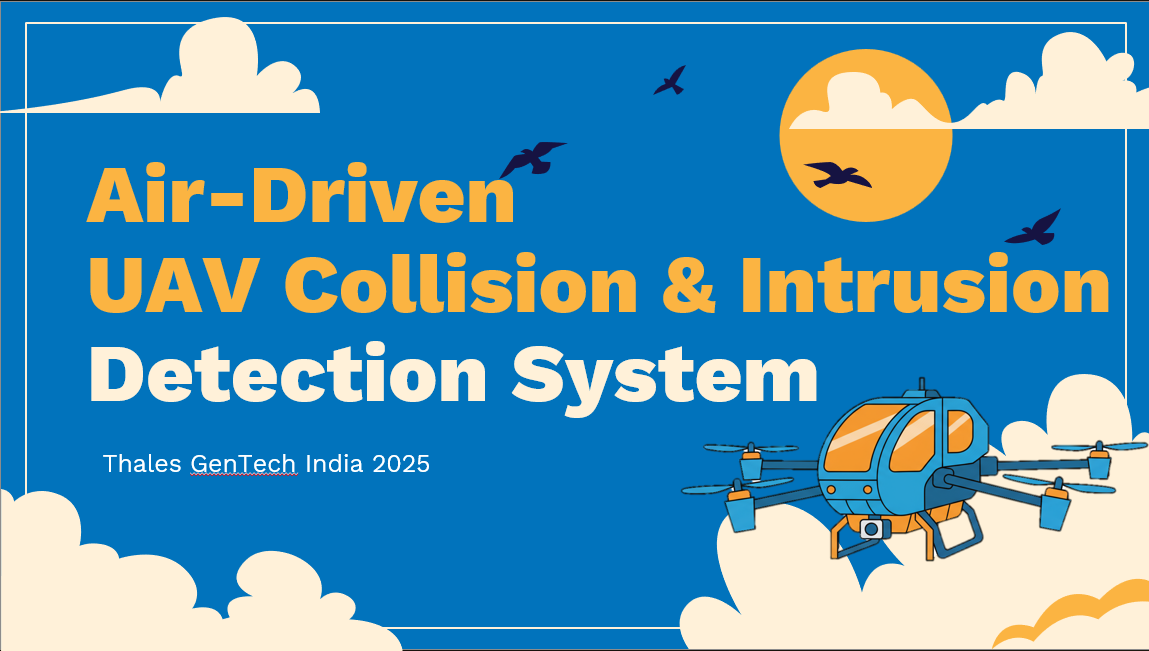 Air-Driven
UAV Collision & Intrusion
Detection System
Thales GenTech India 2025